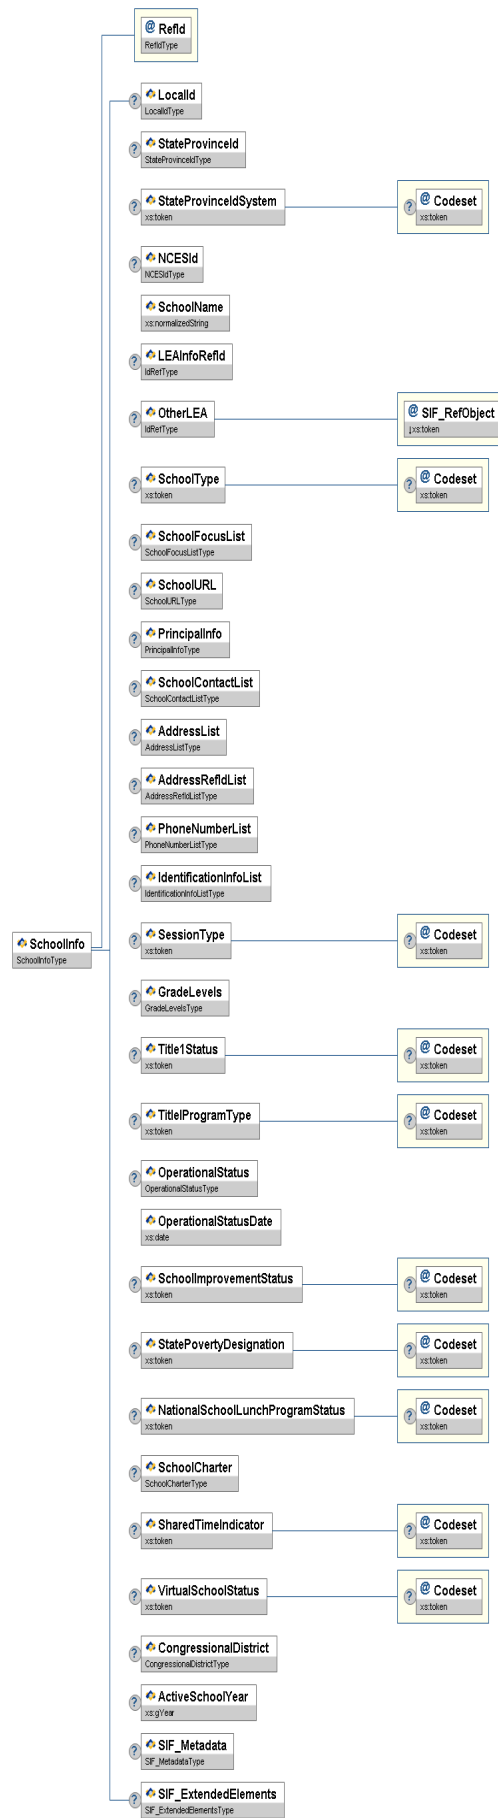 @ RefId
RefIdType
? LocalId
LocalIdType
? StateProvinceId
StateProvinceIdType
? StateProvinceIdSystem
xs:token
? @ Codeset
xs:token
? NCESId
NCESIdType
SchoolName
xs:normalizedString
? LEAInfoRefId
IdRefType
? OtherLEA
IdRefType
@ SIF_RefObject
xs:token
? SchoolType
xs:token
? @ Codeset
xs:token
? SchoolFocusList
SchoolFocusListType
? SchoolURL
SchoolURLType
? PrincipalInfo
PrincipalInfoType
? SchoolContactList
SchoolContactListType
? AddressList
AddressListType
? AddressRefIdList
AddressRefIdListType
? PhoneNumberList
PhoneNumberListType
? IdentificationInfoList
IdentificationInfoListType
SchoolInfo
SchoolInfoType
? SessionType
xs:token
? @ Codeset
xs:token
? GradeLevels
GradeLevelsType
? Title1Status
xs:token
? @ Codeset
xs:token
? TitleIProgramType
xs:token
? @ Codeset
xs:token
? OperationalStatus
OperationalStatusType
OperationalStatusDate
xs:date
? SchoolImprovementStatus
xs:token
? @ Codeset
xs:token
? StatePovertyDesignation
xs:token
? @ Codeset
xs:token
? NationalSchoolLunchProgramStatus
xs:token
? @ Codeset
xs:token
? SchoolCharter
SchoolCharterType
? SharedTimeIndicator
xs:token
? @ Codeset
xs:token
? VirtualSchoolStatus
xs:token
? @ Codeset
xs:token
? CongressionalDistrict
CongressionalDistrictType
? ActiveSchoolYear
xs:gYear
? SIF_Metadata
SIF_MetadataType
? SIF_ExtendedElements
SIF_ExtendedElementsType